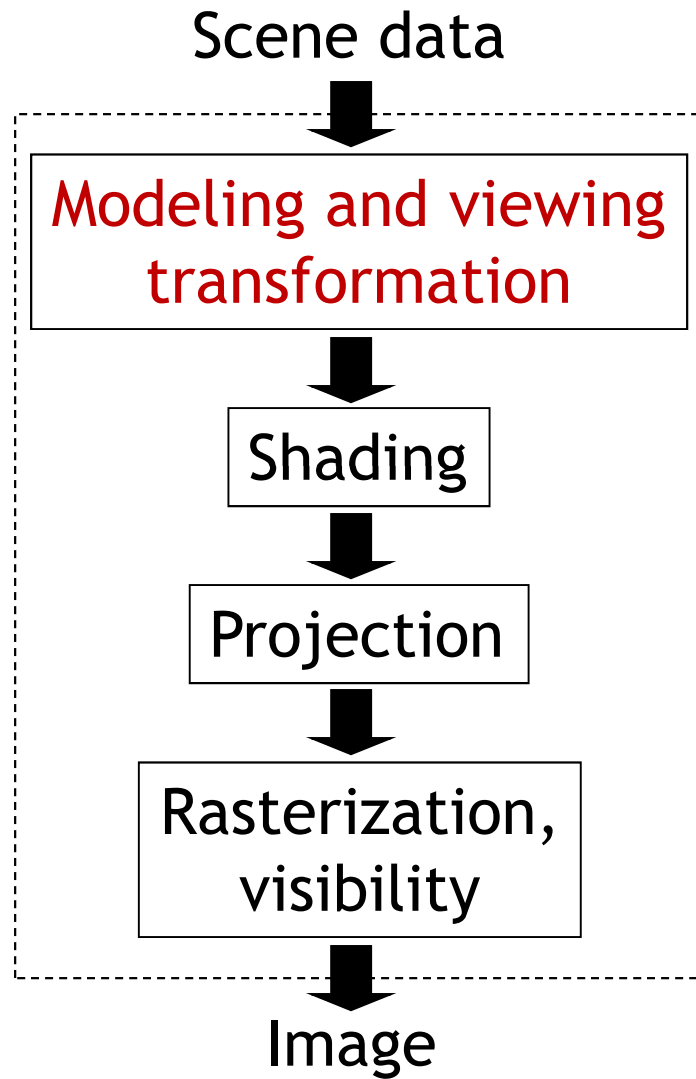 Scene data
Modeling and viewing
transformation
Shading
Projection
Rasterization,
visibility
Image